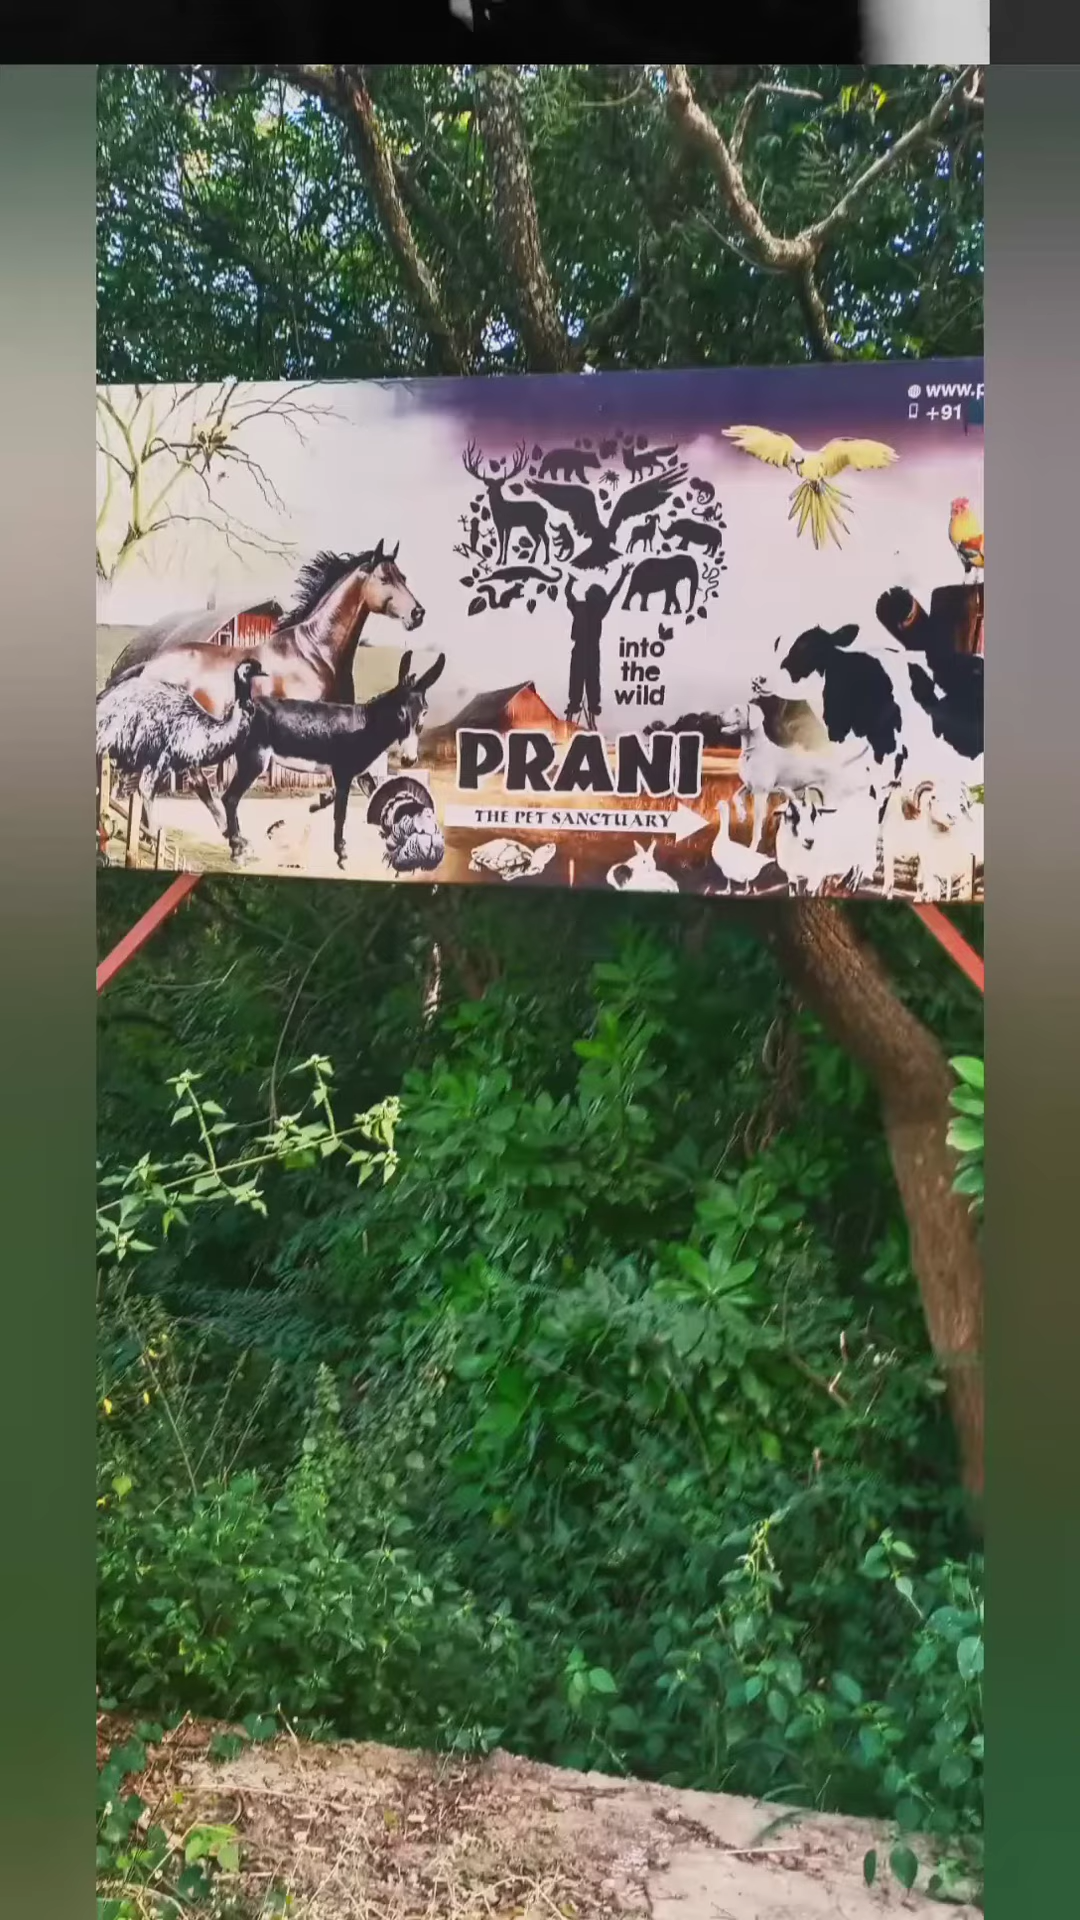 www.p
+91
into
the
wild
PRANI
THE PET SANCTUARY